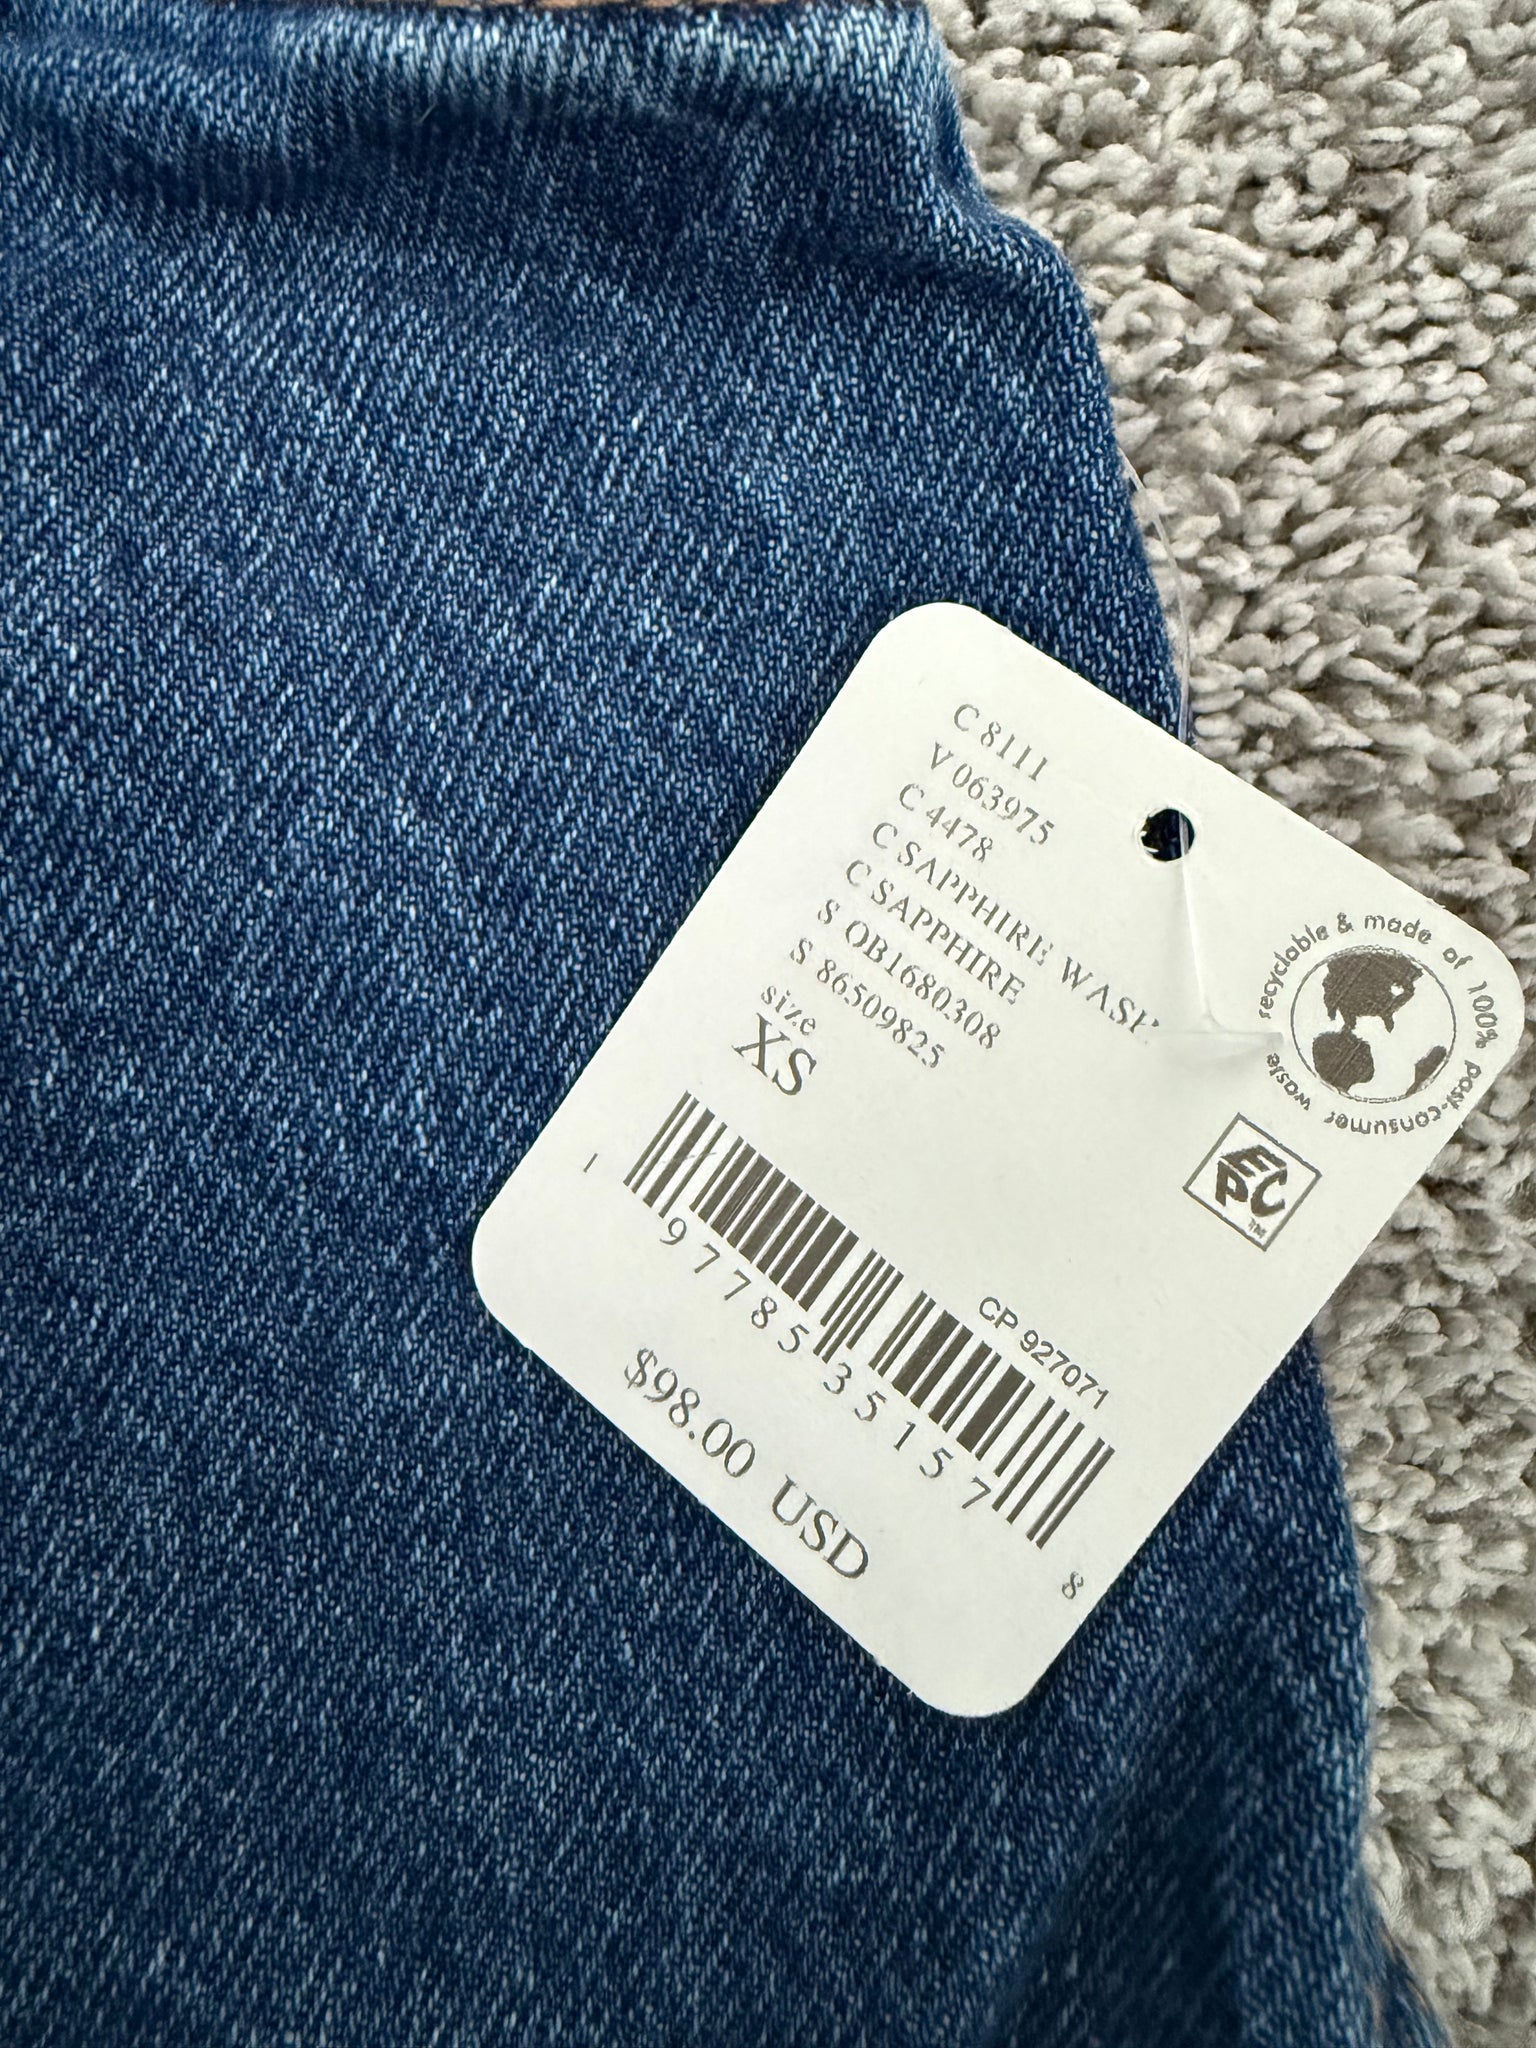 C 8111
V 063975
C 4478
C SAPPHIRE WASH
C SAPPHIRE
S OB1680308
S 86509825
size
XS
recyclable & made of 100% post-consumer waste
EPC™
CP 927071
1 97785 35157 8
$98.00 USD